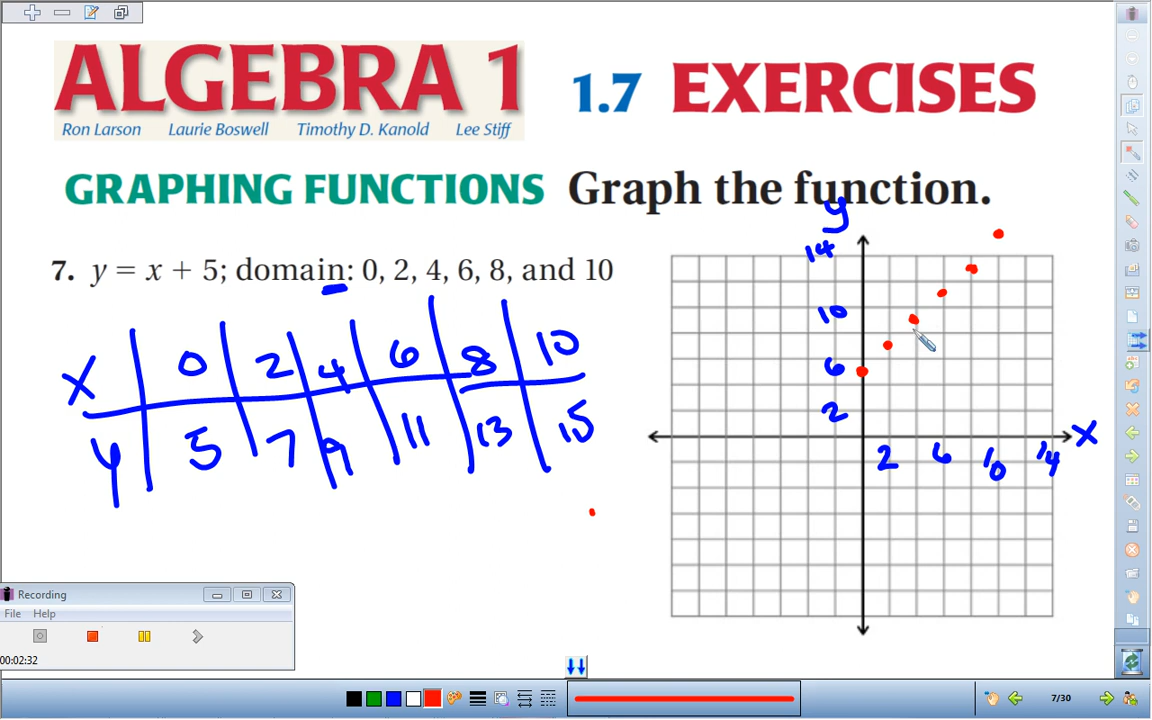 ALGEBRA 1
Ron Larson Laurie Boswell Timothy D. Kanold Lee Stiff
1.7 EXERCISES
GRAPHING FUNCTIONS Graph the function.
7. y = x + 5; domain: 0, 2, 4, 6, 8, and 10
x 0 2 4 6 8 10
y 5 7 9 11 13 15
y
14
10
6
2
2 6 10 14
x
Recording
File Help
00:02:32
7/30